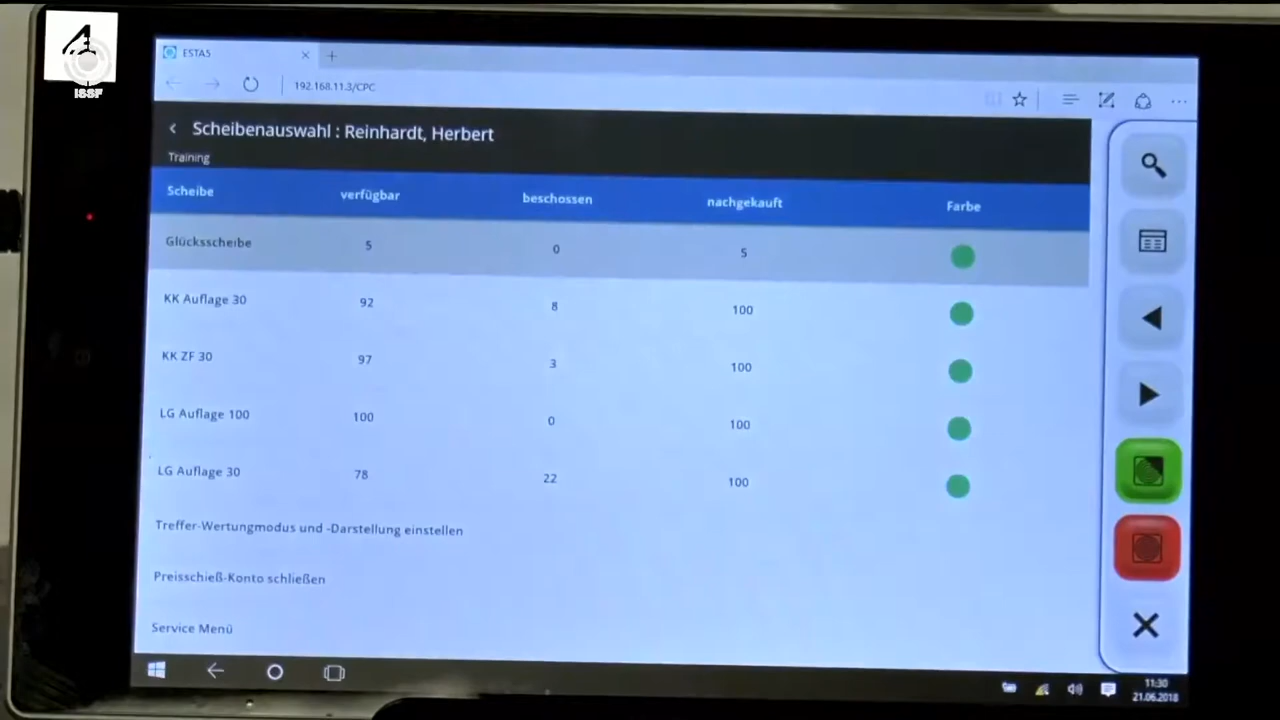 ISSF
ESTA5
192.168.11.3/CPC
Scheibenauswahl : Reinhardt, Herbert
Training
Scheibe verfügbar beschossen nachgekauft Farbe
Glücksscheibe 5 0 5
KK Auflage 30 92 8 100
KK ZF 30 97 3 100
LG Auflage 100 100 0 100
LG Auflage 30 78 22 100
Treffer-Wertungmodus und -Darstellung einstellen
Preisschieß-Konto schließen
Service Menü
11:30
21.06.2018